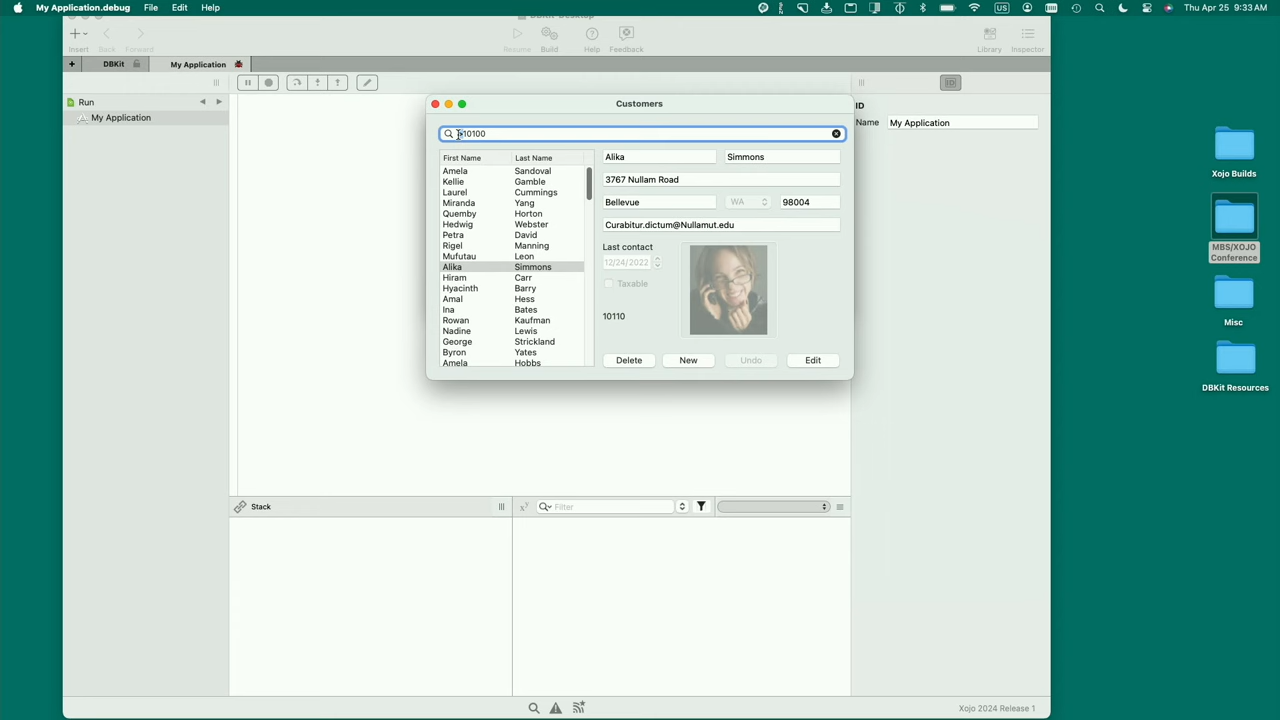 My Application.debug File Edit Help Thu Apr 25 9:33 AM
DBKit-Desktop
Insert Back Forward Resume Build Help Feedback Library Inspector
DBKit My Application
Run
My Application
ID
Name My Application
Customers
10100
First Name Last Name
Amela Sandoval
Kellie Gamble
Laurel Cummings
Miranda Yang
Quemby Horton
Hedwig Webster
Petra David
Rigel Manning
Mufutau Leon
Alika Simmons
Hiram Carr
Hyacinth Barry
Amal Hess
Ina Bates
Rowan Kaufman
Nadine Lewis
George Strickland
Byron Yates
Amela Hobbs
Alika Simmons
3767 Nullam Road
Bellevue WA 98004
Curabitur.dictum@Nullamut.edu
Last contact
12/24/2022
Taxable
10110
Delete New Undo Edit
Stack
Filter
Xojo 2024 Release 1
Xojo Builds
MBS/XOJO
Conference
Misc
DBKit Resources